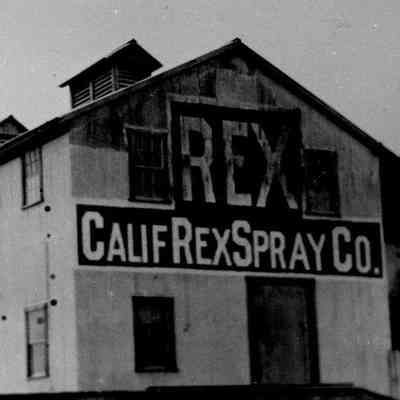 REX
CALIF REX SPRAY CO.